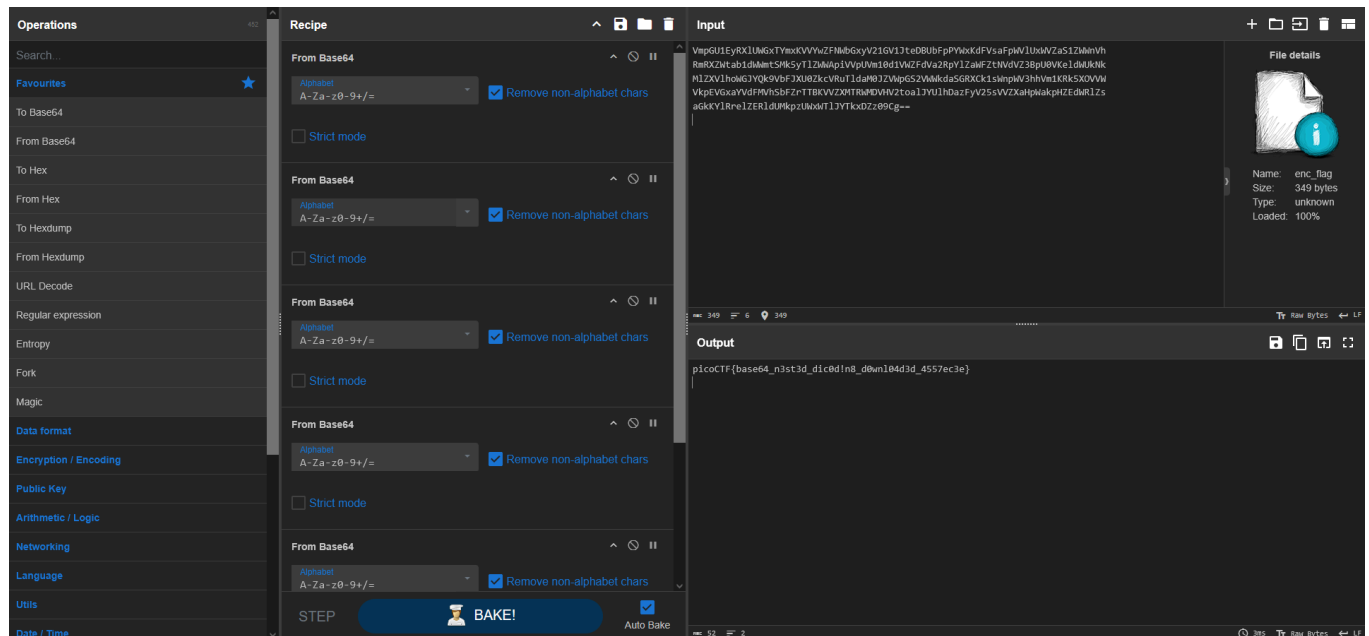 Operations
452
Search...
Favourites
To Base64
From Base64
To Hex
From Hex
To Hexdump
From Hexdump
URL Decode
Regular expression
Entropy
Fork
Magic
Data format
Encryption / Encoding
Public Key
Arithmetic / Logic
Networking
Language
Utils
Date / Time
Recipe
From Base64
Alphabet
A-Za-z0-9+/=
Remove non-alphabet chars
Strict mode
From Base64
Alphabet
A-Za-z0-9+/=
Remove non-alphabet chars
Strict mode
From Base64
Alphabet
A-Za-z0-9+/=
Remove non-alphabet chars
Strict mode
From Base64
Alphabet
A-Za-z0-9+/=
Remove non-alphabet chars
Strict mode
From Base64
Alphabet
A-Za-z0-9+/=
Remove non-alphabet chars
STEP
BAKE!
Auto Bake
Input
File details
Name: enc_flag
Size: 349 bytes
Type: unknown
Loaded: 100%
349
6
349
Raw Bytes
LF
Output
picoCTF{base64_n3st3d_dic0d!n8_d0wnl04d3d_4557ec3e}
52
2
3ms
Raw Bytes
LF